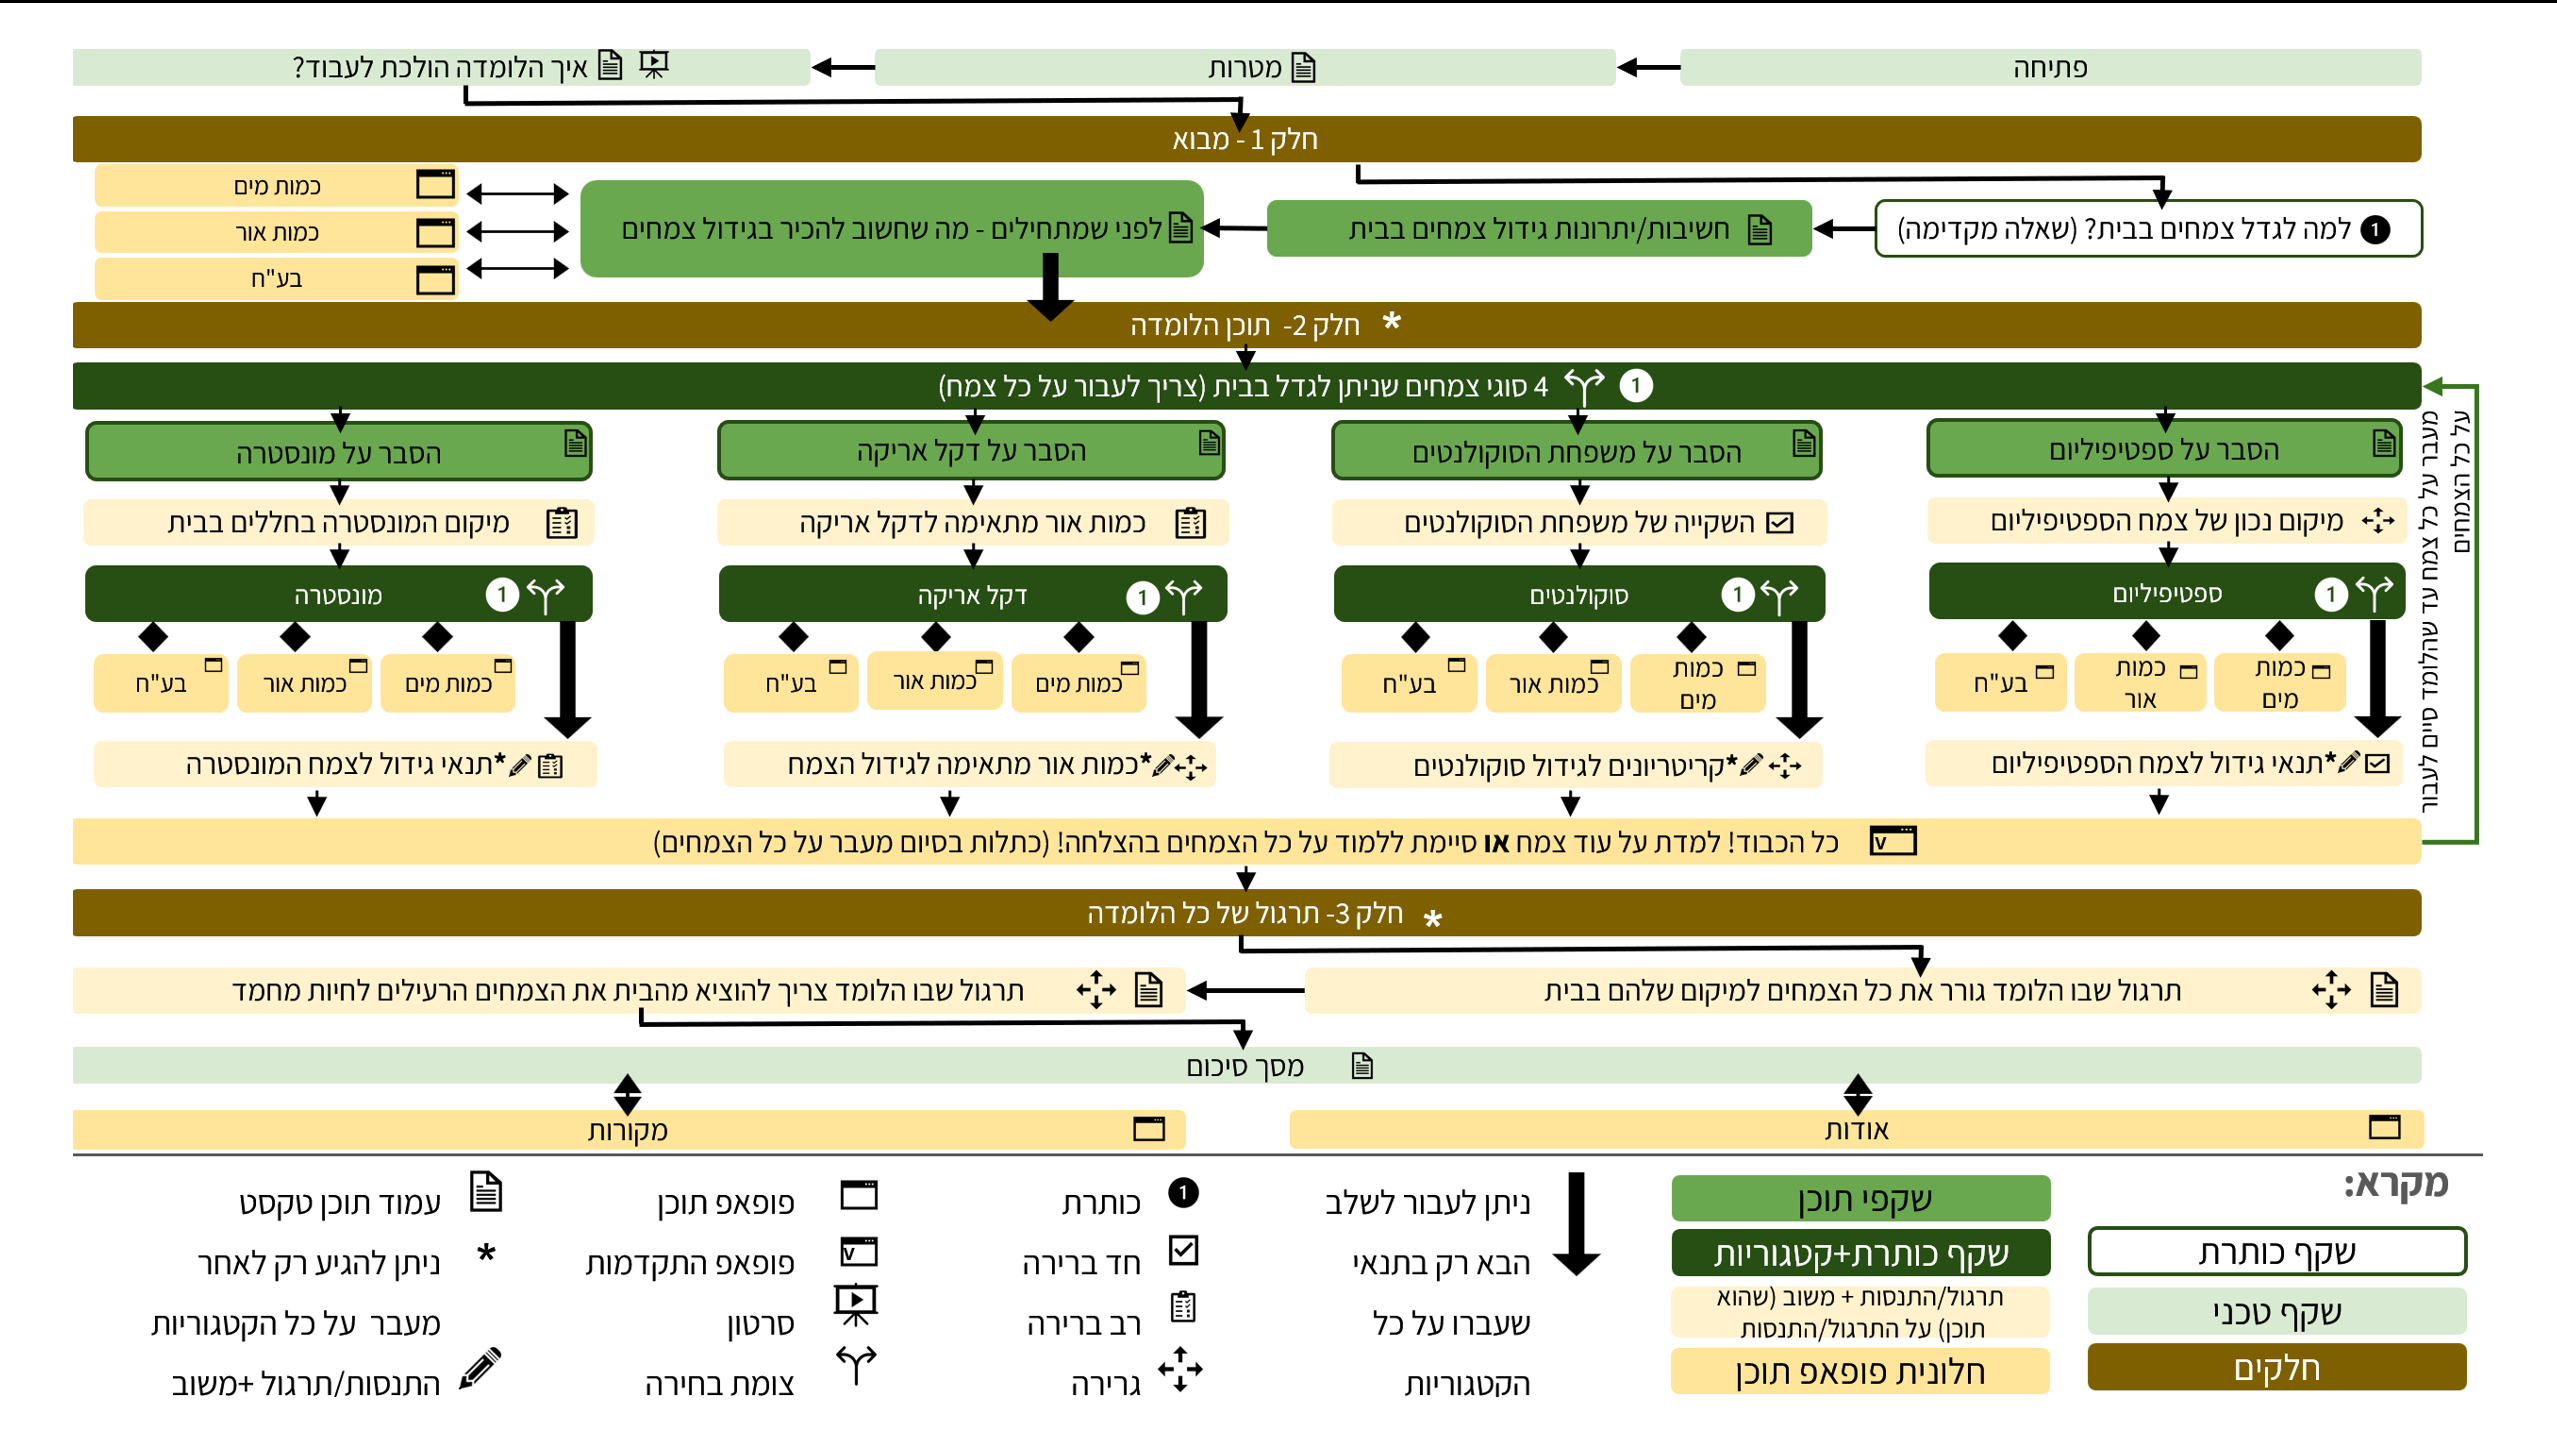 פתיחה
מטרות
איך הלומדה הולכת לעבוד?
חלק 1 - מבוא
1 למה לגדל צמחים בבית? (שאלה מקדימה)
חשיבות/יתרונות גידול צמחים בבית
לפני שמתחילים - מה שחשוב להכיר בגידול צמחים
כמות מים
כמות אור
בע"ח
* חלק 2- תוכן הלומדה
1 4 סוגי צמחים שניתן לגדל בבית (צריך לעבור על כל צמח)
הסבר על ספטיפיליום
הסבר על משפחת הסוקולנטים
הסבר על דקל אריקה
הסבר על מונסטרה
מיקום נכון של צמח הספטיפיליום
השקייה של משפחת הסוקולנטים
כמות אור מתאימה לדקל אריקה
מיקום המונסטרה בחללים בבית
1 ספטיפיליום
1 סוקולנטים
1 דקל אריקה
1 מונסטרה
כמות
מים
כמות
אור
בע"ח
כמות
מים
כמות אור
בע"ח
כמות מים
כמות אור
בע"ח
כמות מים
כמות אור
בע"ח
*תנאי גידול לצמח הספטיפיליום
*קריטריונים לגידול סוקולנטים
*כמות אור מתאימה לגידול הצמח
*תנאי גידול לצמח המונסטרה
מעבר על כל צמח עד שהלומד סיים לעבור
על כל הצמחים
V כל הכבוד! למדת על עוד צמח או סיימת ללמוד על כל הצמחים בהצלחה! (כתלות בסיום מעבר על כל הצמחים)
* חלק 3- תרגול של כל הלומדה
תרגול שבו הלומד גורר את כל הצמחים למיקום שלהם בבית
תרגול שבו הלומד צריך להוציא מהבית את הצמחים הרעילים לחיות מחמד
מסך סיכום
אודות
מקורות
מקרא:
שקף כותרת
שקף טכני
חלקים
שקפי תוכן
שקף כותרת+קטגוריות
תרגול/התנסות + משוב (שהוא
תוכן) על התרגול/התנסות
חלונית פופאפ תוכן
ניתן לעבור לשלב
הבא רק בתנאי
שעברו על כל
הקטגוריות
1 כותרת
חד ברירה
רב ברירה
גרירה
פופאפ תוכן
V פופאפ התקדמות
סרטון
צומת בחירה
עמוד תוכן טקסט
* ניתן להגיע רק לאחר
מעבר על כל הקטגוריות
התנסות/תרגול +משוב